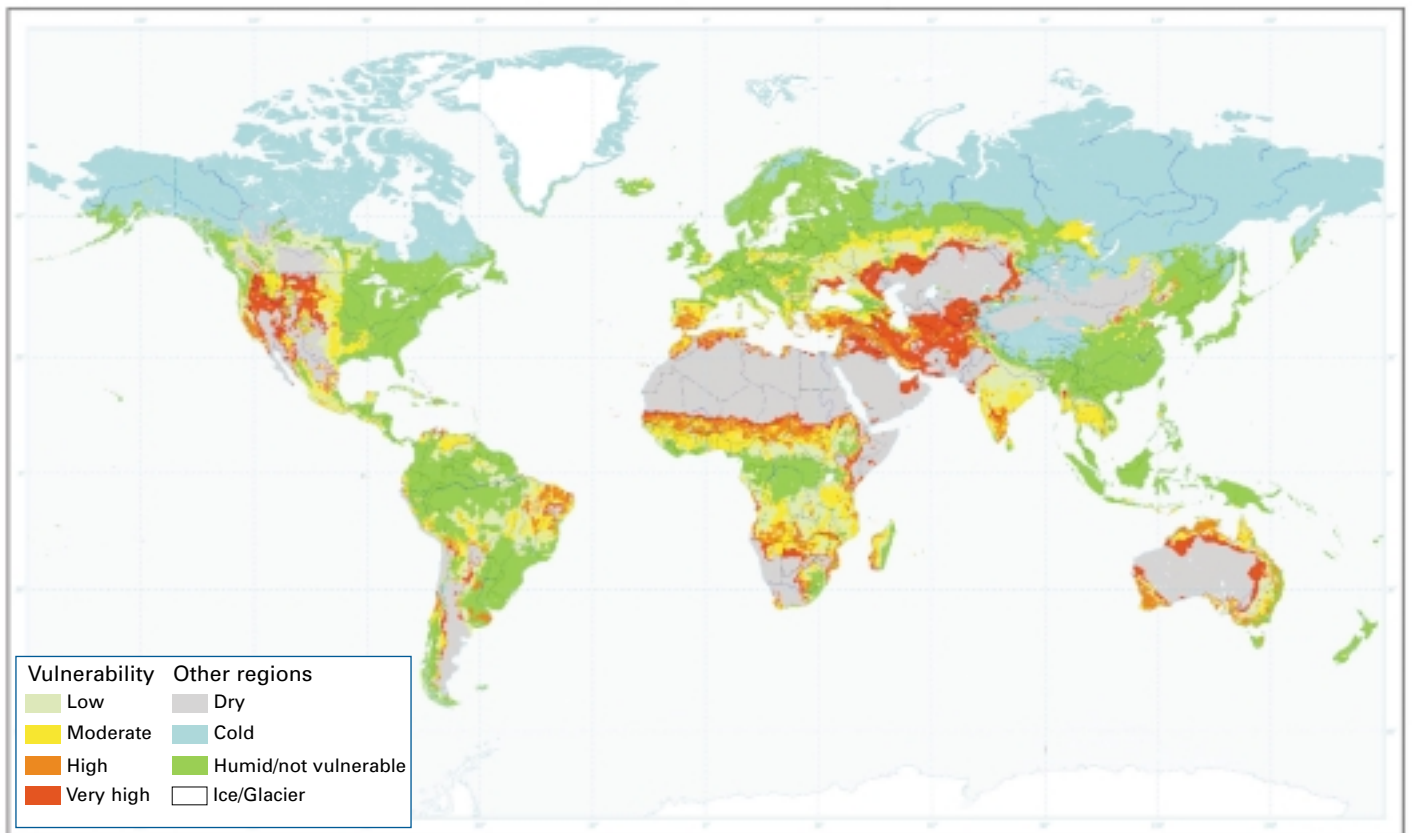 Vulnerability Other regions
Low Dry
Moderate Cold
High Humid/not vulnerable
Very high Ice/Glacier